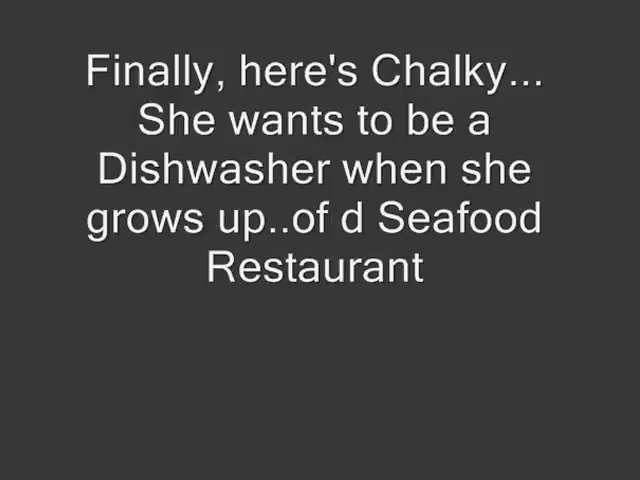 Finally, here's Chalky...
She wants to be a
Dishwasher when she
grows up..of d Seafood
Restaurant